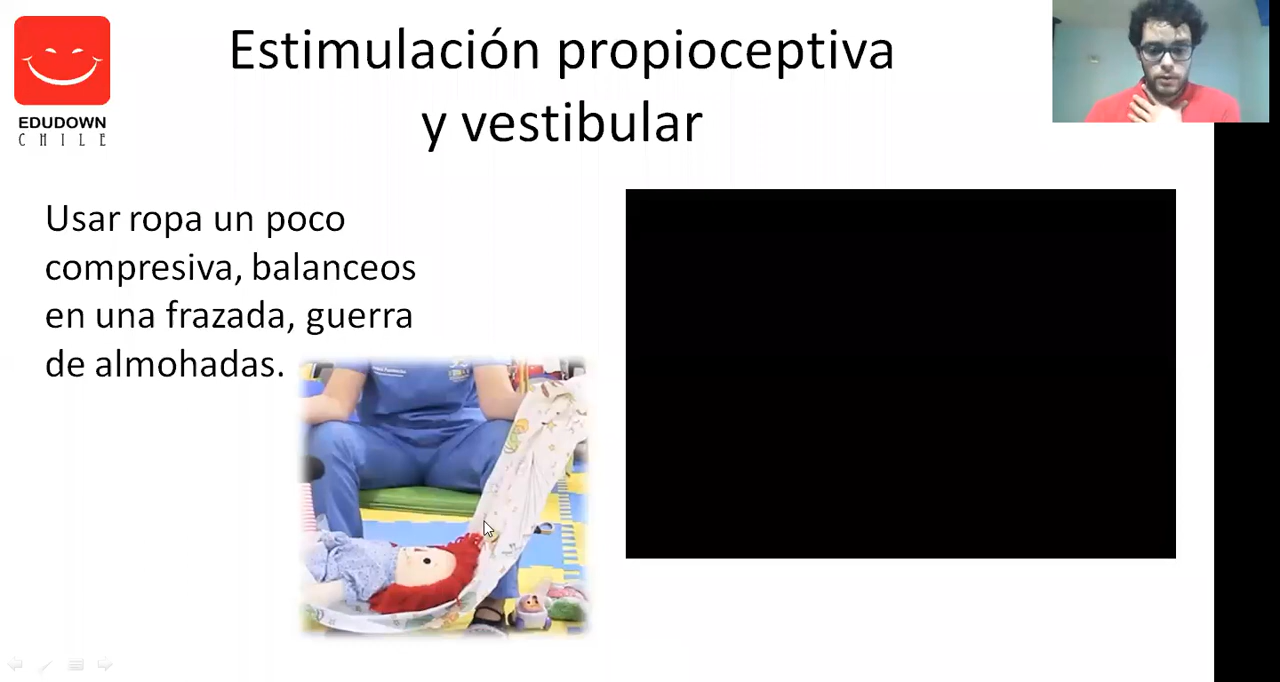 Estimulación propioceptiva
y vestibular
EDUDOWN
CHILE
Usar ropa un poco
compresiva, balanceos
en una frazada, guerra
de almohadas.